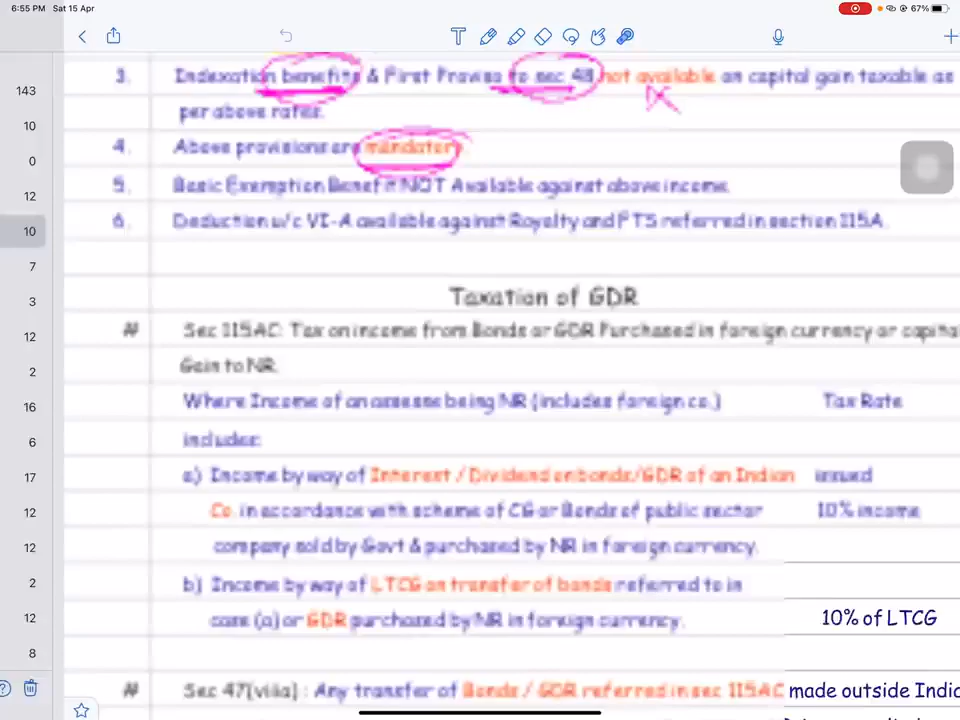 6:55 PM Sat 15 Apr
67%
143
10
0
12
10
7
3
12
2
16
6
17
12
12
2
12
8
3. Indexation benefits & First Proviso to sec 48 not available on capital gain taxable as
per above rates.
4. Above provisions are mandatory.
5. Basic Exemption Benefit NOT Available against above income.
6. Deduction u/c VI-A available against Royalty and FTS referred in section 115A.
Taxation of GDR
# Sec 115AC: Tax on income from Bonds or GDR Purchased in foreign currency or capital
Gain to NR.
Where Income of an assesse being NR (includes foreign co.) Tax Rate
includes:
a) Income by way of Interest / Dividend on bonds/GDR of an Indian issued
Co. in accordance with scheme of CG or Bonds of public sector 10% income
company sold by Govt & purchased by NR in foreign currency.
b) Income by way of LTCG on transfer of bonds referred to in
case (a) or GDR purchased by NR in foreign currency. 10% of LTCG
# Sec 47(viia) : Any transfer of Bonds / GDR referred in sec 115AC made outside Indic